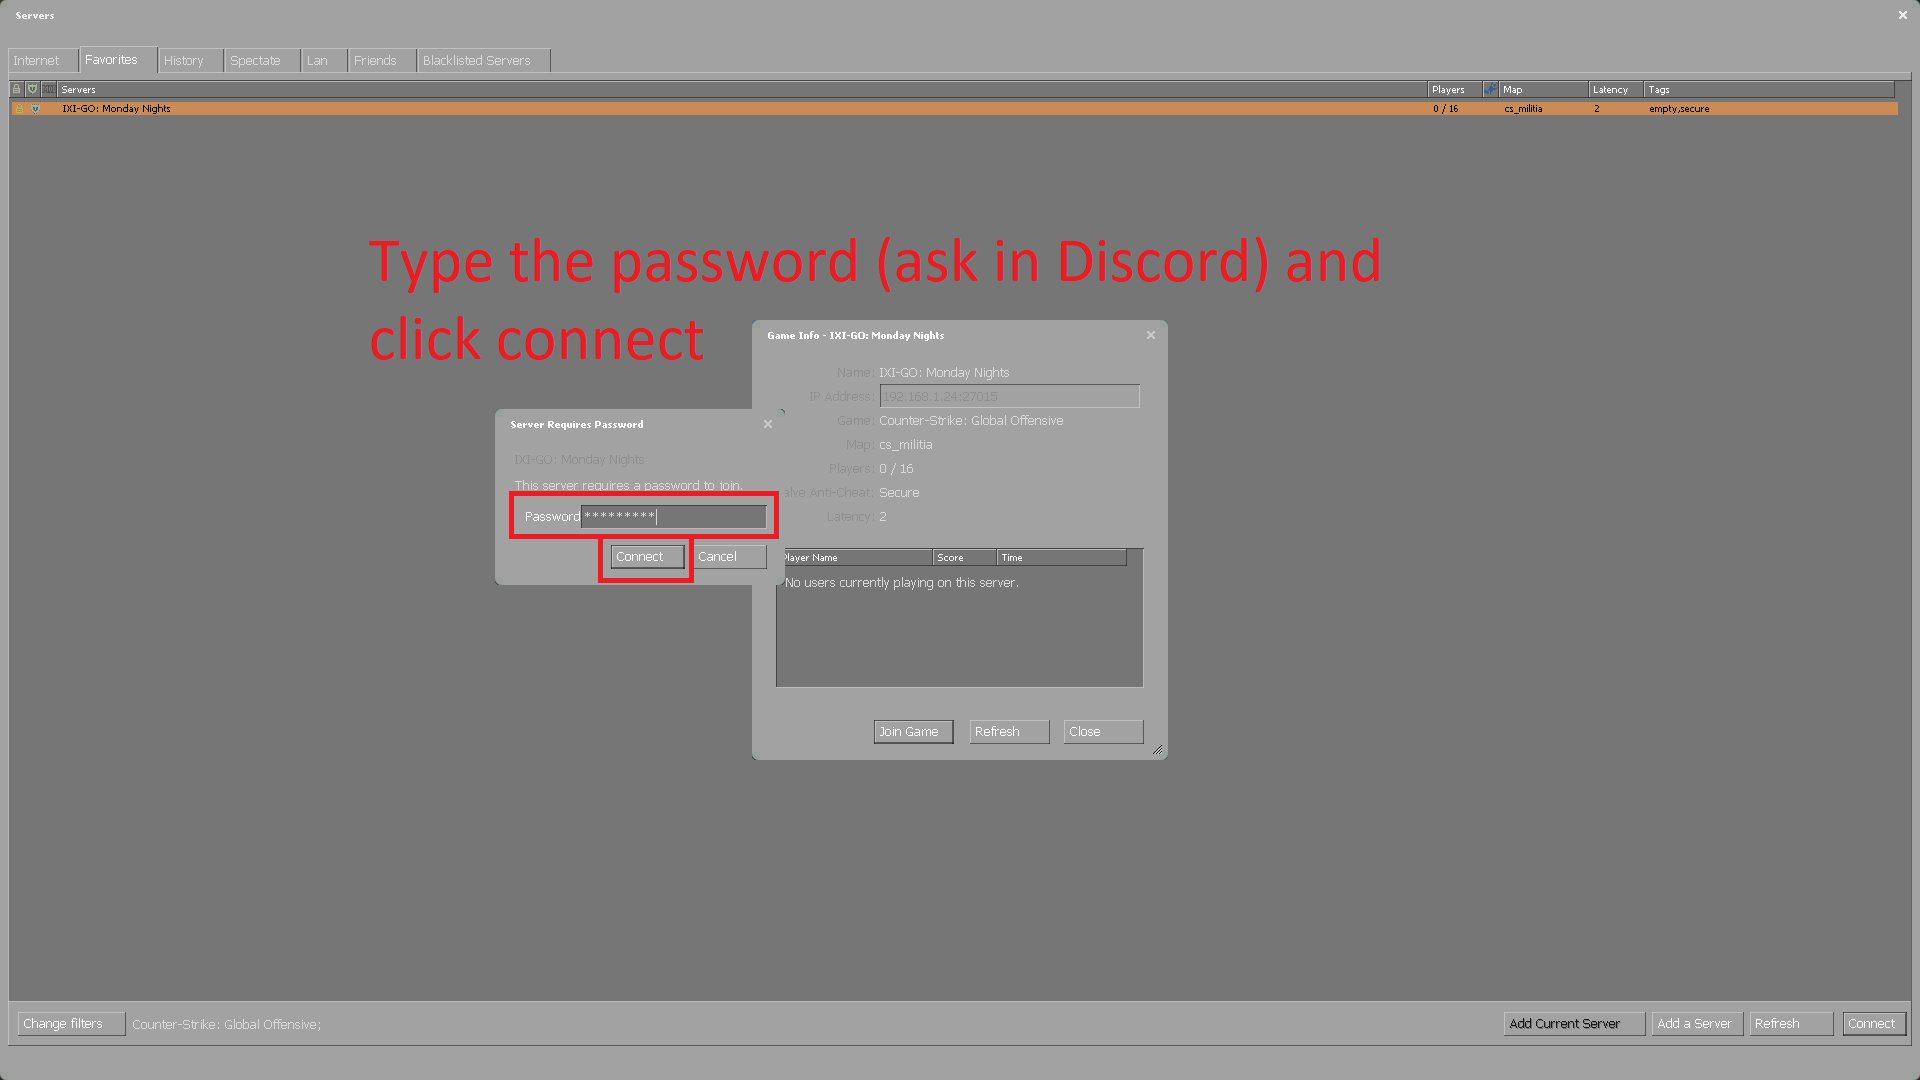 Servers
Internet
Favorites
History
Spectate
Lan
Friends
Blacklisted Servers
Servers
Players
Map
Latency
Tags
IXI-GO: Monday Nights
0 / 16
cs_militia
2
empty,secure
Type the password (ask in Discord) and
click connect
Game Info - IXI-GO: Monday Nights
Name: IXI-GO: Monday Nights
IP Address: 192.168.1.24:27015
Game: Counter-Strike: Global Offensive
Map: cs_militia
Players: 0 / 16
Anti-Cheat: Secure
Latency: 2
Player Name
Score
Time
No users currently playing on this server.
Join Game
Refresh
Close
Server Requires Password
IXI-GO: Monday Nights
This server requires a password to join.
Password *********
Connect
Cancel
Change filters
Counter-Strike: Global Offensive;
Add Current Server
Add a Server
Refresh
Connect